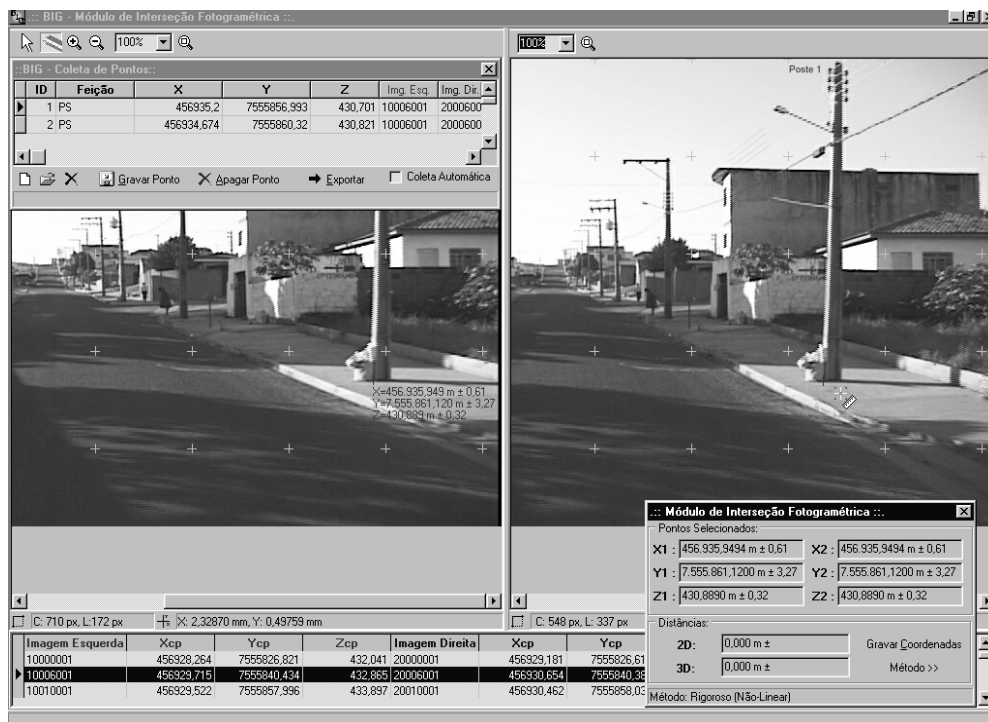 .:: BIG - Módulo de Interseção Fotogramétrica ::.
100%
100%
::BIG - Coleta de Pontos::
ID Feição X Y Z Img. Esq. Img. Dir.
1 PS 456935,2 7555856,993 430,701 10006001 2000600
2 PS 456934,674 7555860,32 430,821 10006001 2000600
Gravar Ponto Apagar Ponto Exportar Coleta Automática
Poste 1
X=456.935,949 m ± 0,61
Y=7.555.861,120 m ± 3,27
Z=430,889 m ± 0,32
.:: Módulo de Interseção Fotogramétrica ::.
Pontos Selecionados:
X1 : 456.935,9494 m ± 0,61 X2 : 456.935,9494 m ± 0,61
Y1 : 7.555.861,1200 m ± 3,27 Y2 : 7.555.861,1200 m ± 3,27
Z1 : 430,8890 m ± 0,32 Z2 : 430,8890 m ± 0,32
Distâncias:
2D: 0,000 m ± Gravar Coordenadas
3D: 0,000 m ± Método >>
Método: Rigoroso (Não-Linear)
C: 710 px, L:172 px X: 2,32870 mm, Y: 0,49759 mm
C: 548 px, L: 337 px
Imagem Esquerda Xcp Ycp Zcp Imagem Direita Xcp Ycp
10000001 456928,264 7555826,821 432,041 20000001 456929,181 7555826,61
10006001 456929,715 7555840,434 432,865 20006001 456930,654 7555840,38
10010001 456929,522 7555857,996 433,897 20010001 456930,462 7555858,03